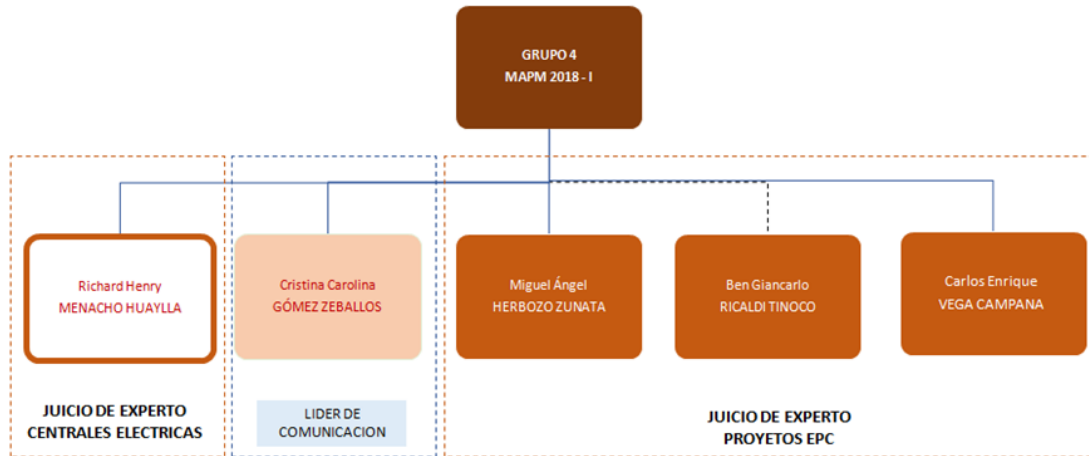 GRUPO 4
MAPM 2018 - I
Richard Henry
MENACHO HUAYLLA
Cristina Carolina
GÓMEZ ZEBALLOS
Miguel Ángel
HERBOZO ZUNATA
Ben Giancarlo
RICALDI TINOCO
Carlos Enrique
VEGA CAMPANA
JUICIO DE EXPERTO
CENTRALES ELECTRICAS
LIDER DE
COMUNICACION
JUICIO DE EXPERTO
PROYETOS EPC